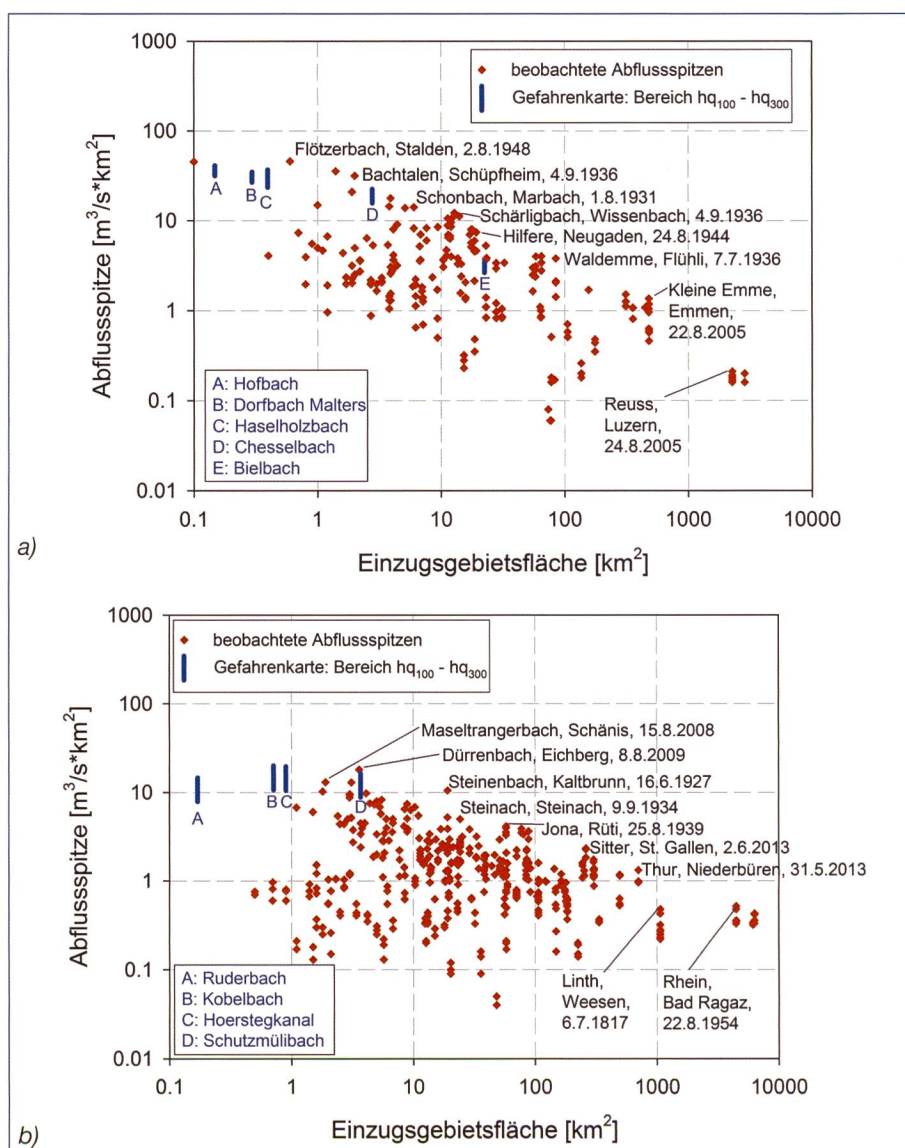 1000
beobachtete Abflussspitzen
Gefahrenkarte: Bereich hq100 - hq300
100
Flötzerbach, Stalden, 2.8.1948
Bachtalen, Schüpfheim, 4.9.1936
A
B
C
D
Schonbach, Marbach, 1.8.1931
10
Schärligbach, Wissenbach, 4.9.1936
Hilfere, Neugaden, 24.8.1944
Waldemme, Flühli, 7.7.1936
E
Kleine Emme,
Emmen,
22.8.2005
1
A: Hofbach
B: Dorfbach Malters
C: Haselholzbach
D: Chesselbach
E: Bielbach
Reuss,
Luzern,
24.8.2005
0.1
0.01
0.1 1 10 100 1000 10000
Abflussspitze [m³/s*km²]
Einzugsgebietsfläche [km²]
a)
1000
beobachtete Abflussspitzen
Gefahrenkarte: Bereich hq100 - hq300
100
Maseltrangerbach, Schänis, 15.8.2008
Dürrenbach, Eichberg, 8.8.2009
Steinenbach, Kaltbrunn, 16.6.1927
10
A
B
C
D
Steinach, Steinach, 9.9.1934
Jona, Rüti, 25.8.1939
Sitter, St. Gallen, 2.6.2013
Thur, Niederbüren, 31.5.2013
1
0.1
A: Ruderbach
B: Kobelbach
C: Hoerstegkanal
D: Schutzmülibach
Linth,
Weesen,
6.7.1817
Rhein,
Bad Ragaz,
22.8.1954
0.01
0.1 1 10 100 1000 10000
Abflussspitze [m³/s*km²]
Einzugsgebietsfläche [km²]
b)